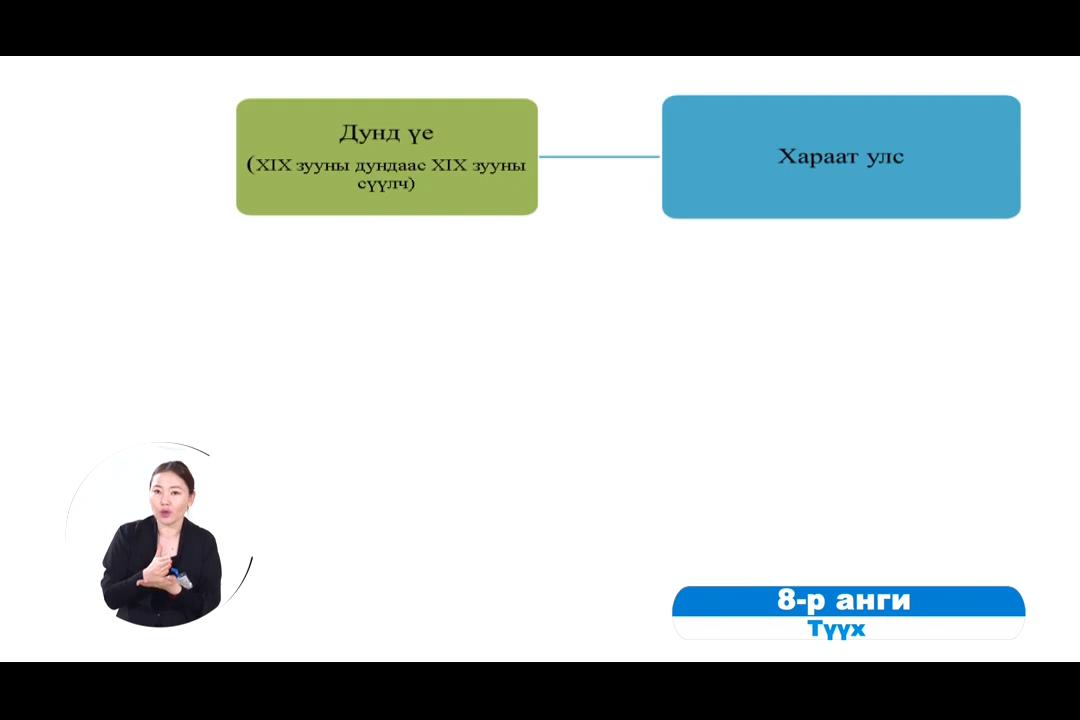 Дунд үе
(XIX зууны дундаас XIX зууны
сүүлч)
Хараат улс
8-р анги
Түүх